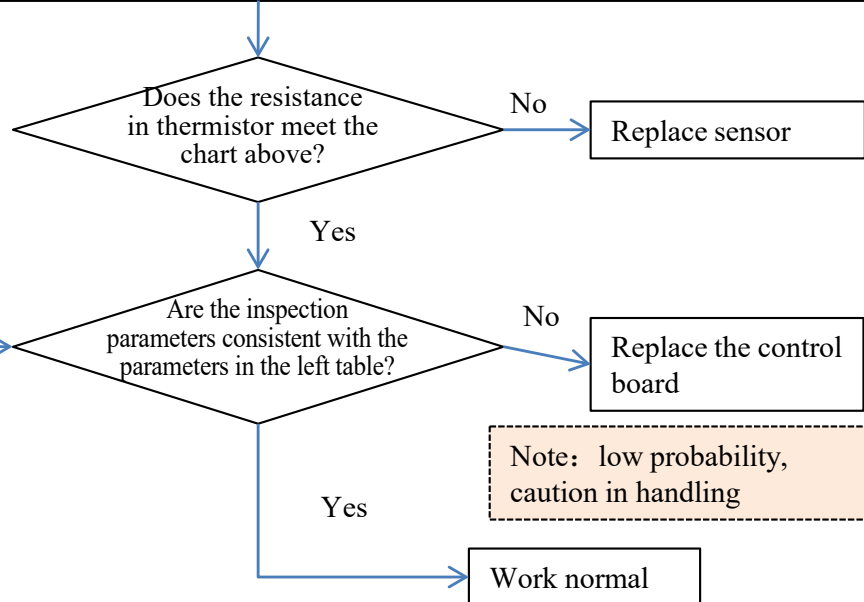 Does the resistance
in thermistor meet the
chart above?
No
Replace sensor
Yes
Are the inspection
parameters consistent with the
parameters in the left table?
No
Replace the control
board
Note：low probability,
caution in handling
Yes
Work normal